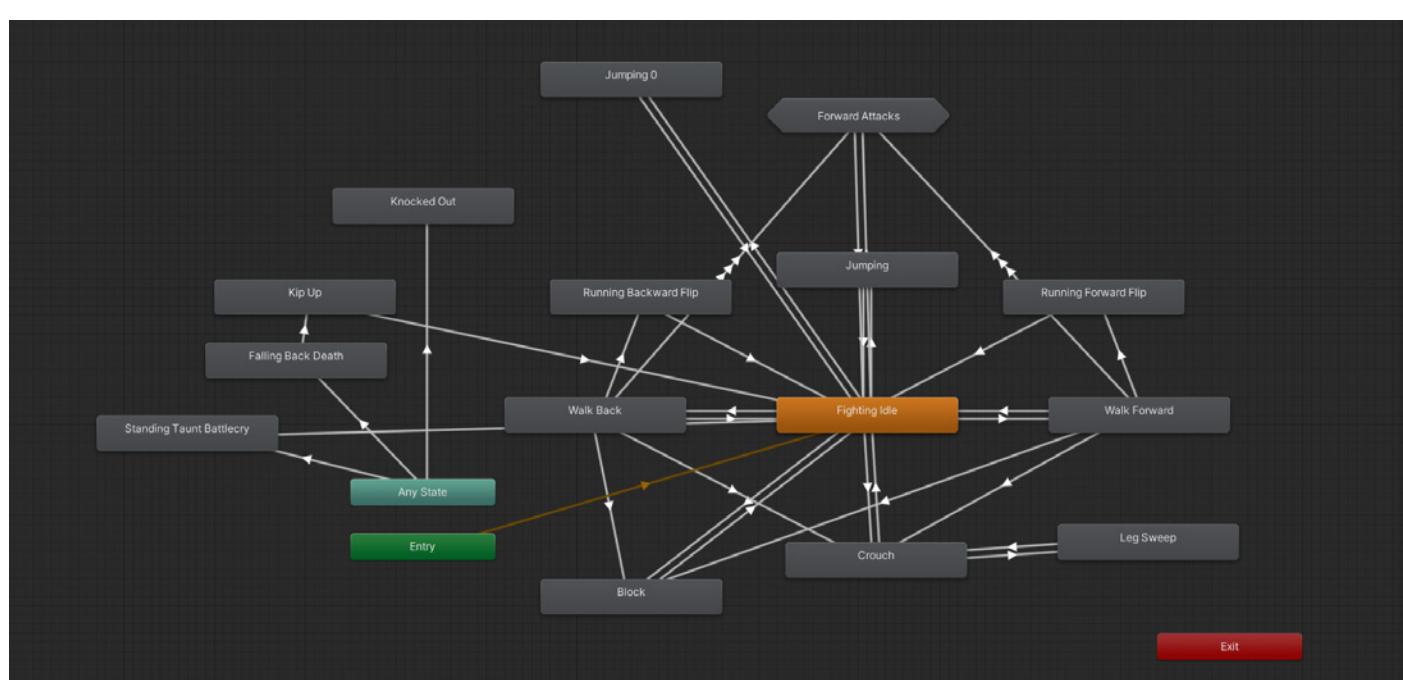 Jumping 0
Forward Attacks
Knocked Out
Jumping
Kip Up
Running Backward Flip
Running Forward Flip
Falling Back Death
Walk Back
Fighting Idle
Walk Forward
Standing Taunt Battlecry
Any State
Entry
Leg Sweep
Crouch
Block
Exit